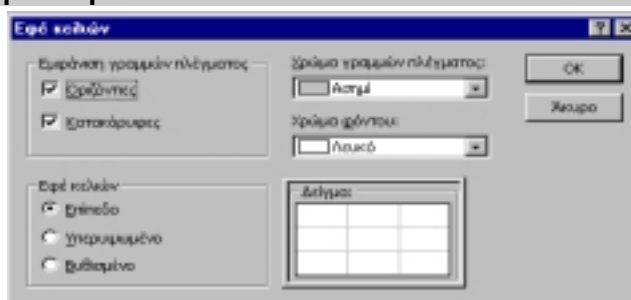 Εφέ κελιών
Εμφάνιση γραμμών πλέγματος
Οριζόντιες
Κατακόρυφες
Χρώμα γραμμών πλέγματος:
Ασημί
Χρώμα φόντου:
Λευκό
OK
Άκυρο
Εφέ κελιών
Επίπεδο
Υπερυψωμένο
Βυθισμένο
Δείγμα: